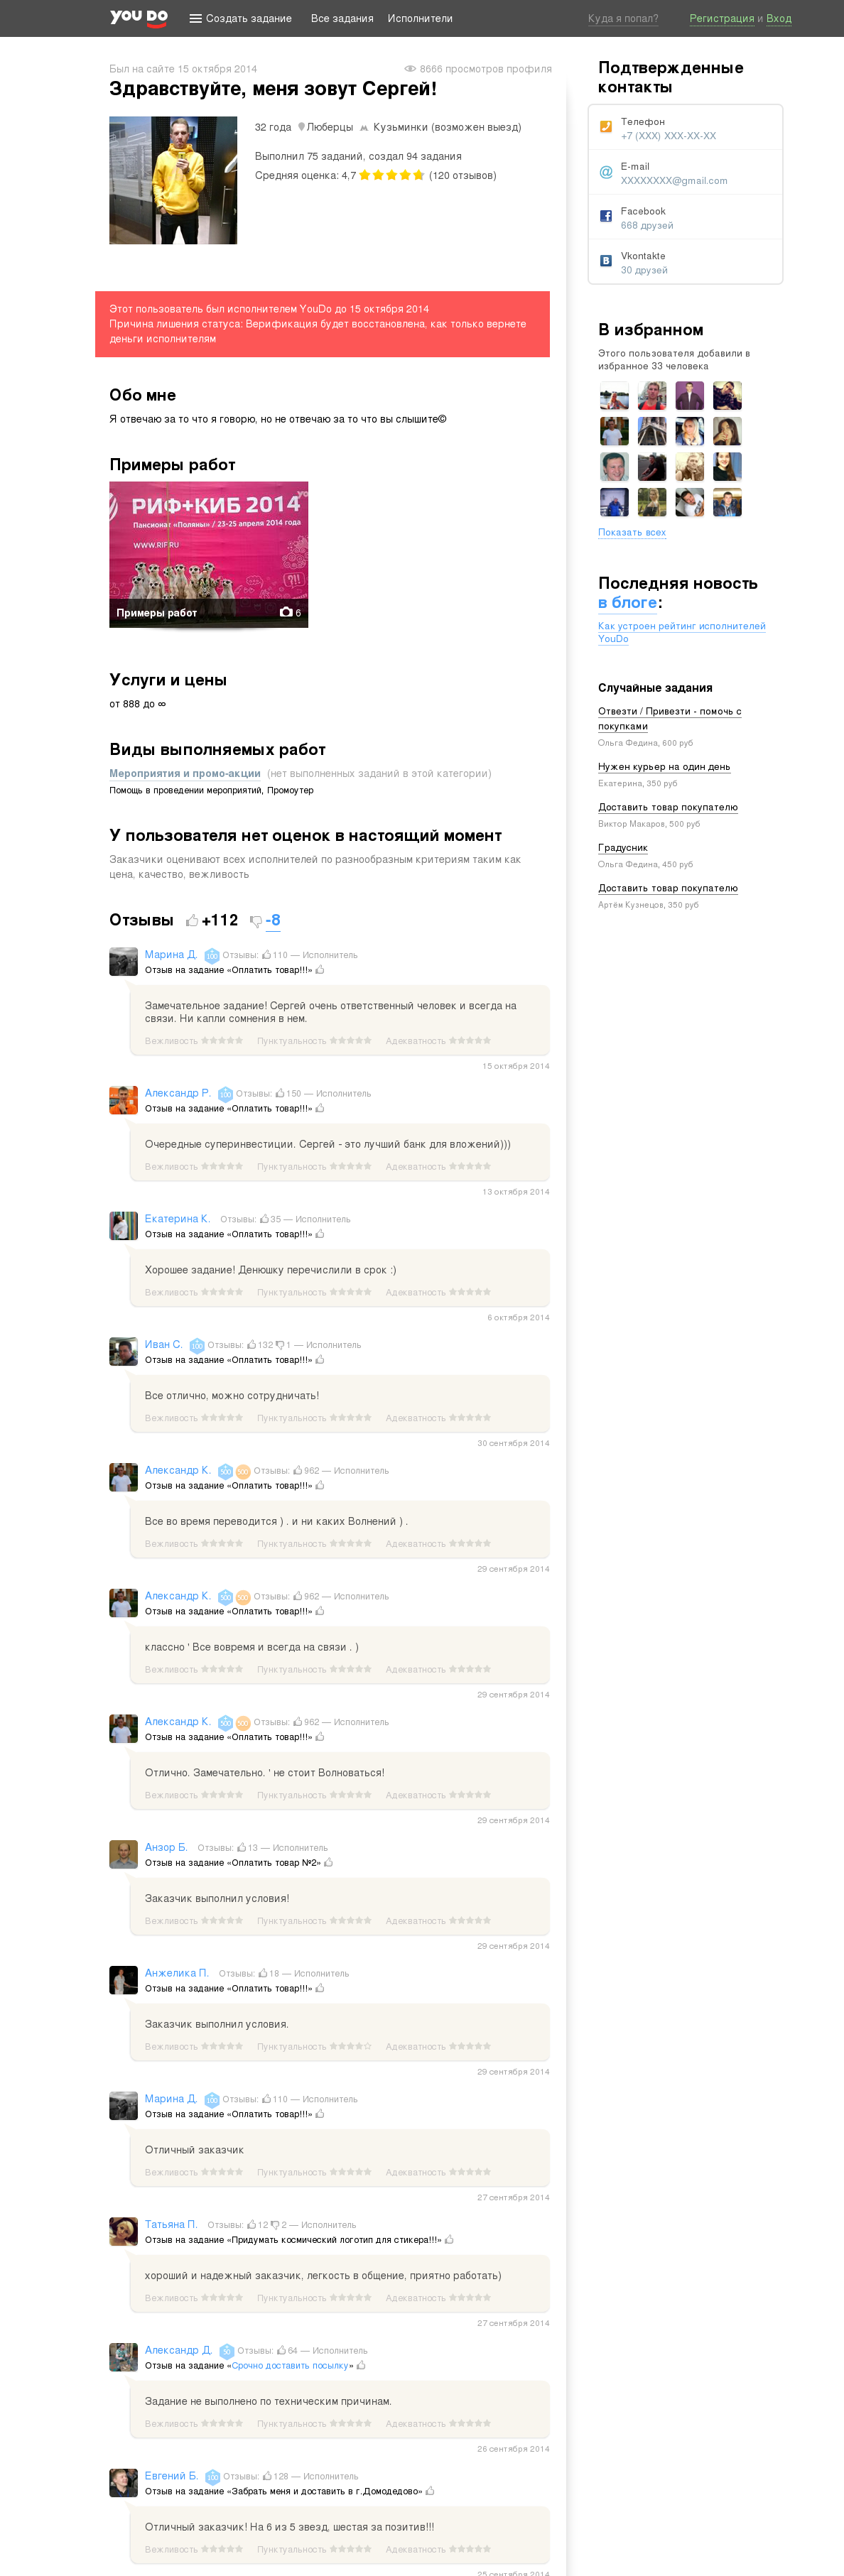 YOU DO
Создать задание
Все задания
Исполнители
Куда я попал?
Регистрация и Вход
Был на сайте 15 октября 2014
8666 просмотров профиля
Здравствуйте, меня зовут Сергей!
32 года Люберцы Кузьминки (возможен выезд)
Выполнил 75 заданий, создал 94 задания
Средняя оценка: 4,7 (120 отзывов)
Этот пользователь был исполнителем YouDo до 15 октября 2014
Причина лишения статуса: Верификация будет восстановлена, как только вернете
деньги исполнителям
Обо мне
Я отвечаю за то что я говорю, но не отвечаю за то что вы слышите©
Примеры работ
РИФ+КИБ 2014
Пансионат «Поляны» / 23-25 апреля 2014 года
WWW.RIF.RU
Примеры работ
6
Услуги и цены
от 888 до ∞
Виды выполняемых работ
Мероприятия и промо-акции (нет выполненных заданий в этой категории)
Помощь в проведении мероприятий, Промоутер
У пользователя нет оценок в настоящий момент
Заказчики оценивают всех исполнителей по разнообразным критериям таким как
цена, качество, вежливость
Отзывы +112 -8
Марина Д. 100 Отзывы: 110 — Исполнитель
Отзыв на задание «Оплатить товар!!!»
Замечательное задание! Сергей очень ответственный человек и всегда на
связи. Ни капли сомнения в нем.
Вежливость ★★★★★ Пунктуальность ★★★★★ Адекватность ★★★★★
15 октября 2014
Александр Р. 100 Отзывы: 150 — Исполнитель
Отзыв на задание «Оплатить товар!!!»
Очередные суперинвестиции. Сергей - это лучший банк для вложений)))
Вежливость ★★★★★ Пунктуальность ★★★★★ Адекватность ★★★★★
13 октября 2014
Екатерина К. Отзывы: 35 — Исполнитель
Отзыв на задание «Оплатить товар!!!»
Хорошее задание! Денюшку перечислили в срок :)
Вежливость ★★★★★ Пунктуальность ★★★★★ Адекватность ★★★★★
6 октября 2014
Иван С. 100 Отзывы: 132 1 — Исполнитель
Отзыв на задание «Оплатить товар!!!»
Все отлично, можно сотрудничать!
Вежливость ★★★★★ Пунктуальность ★★★★★ Адекватность ★★★★★
30 сентября 2014
Александр К. 500 500 Отзывы: 962 — Исполнитель
Отзыв на задание «Оплатить товар!!!»
Все во время переводится ) . и ни каких Волнений ) .
Вежливость ★★★★★ Пунктуальность ★★★★★ Адекватность ★★★★★
29 сентября 2014
Александр К. 500 500 Отзывы: 962 — Исполнитель
Отзыв на задание «Оплатить товар!!!»
классно ' Все вовремя и всегда на связи . )
Вежливость ★★★★★ Пунктуальность ★★★★★ Адекватность ★★★★★
29 сентября 2014
Александр К. 500 500 Отзывы: 962 — Исполнитель
Отзыв на задание «Оплатить товар!!!»
Отлично. Замечательно. ' не стоит Волноваться!
Вежливость ★★★★★ Пунктуальность ★★★★★ Адекватность ★★★★★
29 сентября 2014
Анзор Б. Отзывы: 13 — Исполнитель
Отзыв на задание «Оплатить товар №2»
Заказчик выполнил условия!
Вежливость ★★★★★ Пунктуальность ★★★★★ Адекватность ★★★★★
29 сентября 2014
Анжелика П. Отзывы: 18 — Исполнитель
Отзыв на задание «Оплатить товар!!!»
Заказчик выполнил условия.
Вежливость ★★★★★ Пунктуальность ★★★★☆ Адекватность ★★★★★
29 сентября 2014
Марина Д. 100 Отзывы: 110 — Исполнитель
Отзыв на задание «Оплатить товар!!!»
Отличный заказчик
Вежливость ★★★★★ Пунктуальность ★★★★★ Адекватность ★★★★★
27 сентября 2014
Татьяна П. Отзывы: 12 2 — Исполнитель
Отзыв на задание «Придумать космический логотип для стикера!!!»
хороший и надежный заказчик, легкость в общение, приятно работать)
Вежливость ★★★★★ Пунктуальность ★★★★★ Адекватность ★★★★★
27 сентября 2014
Александр Д. 50 Отзывы: 64 — Исполнитель
Отзыв на задание «Срочно доставить посылку»
Задание не выполнено по техническим причинам.
Вежливость ★★★★★ Пунктуальность ★★★★★ Адекватность ★★★★★
26 сентября 2014
Евгений Б. 100 Отзывы: 128 — Исполнитель
Отзыв на задание «Забрать меня и доставить в г.Домодедово»
Отличный заказчик! На 6 из 5 звезд, шестая за позитив!!!
Вежливость ★★★★★ Пунктуальность ★★★★★ Адекватность ★★★★★
25 сентября 2014
Подтвержденные
контакты
Телефон
+7 (XXX) XXX-XX-XX
E-mail
XXXXXXXX@gmail.com
Facebook
668 друзей
Vkontakte
30 друзей
В избранном
Этого пользователя добавили в
избранное 33 человека
Показать всех
Последняя новость
в блоге:
Как устроен рейтинг исполнителей
YouDo
Случайные задания
Отвезти / Привезти - помочь с
покупками
Ольга Федина, 600 руб
Нужен курьер на один день
Екатерина, 350 руб
Доставить товар покупателю
Виктор Макаров, 500 руб
Градусник
Ольга Федина, 450 руб
Доставить товар покупателю
Артём Кузнецов, 350 руб